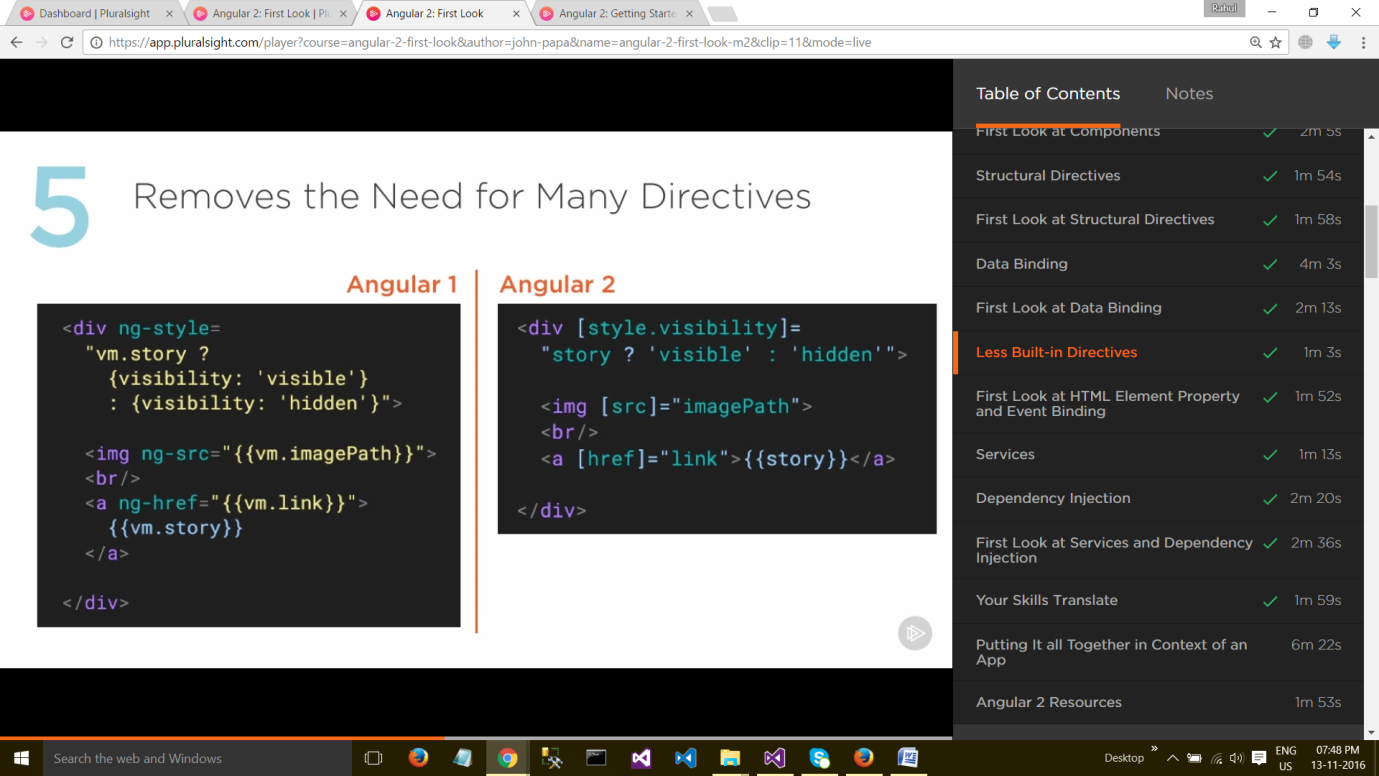 Dashboard | Pluralsight
Angular 2: First Look | Pl
Angular 2: First Look
Angular 2: Getting Starte
Rahul
https://app.pluralsight.com/player?course=angular-2-first-look&author=john-papa&name=angular-2-first-look-m2&clip=11&mode=live
5
Removes the Need for Many Directives
Angular 1
<div ng-style=
"vm.story ?
{visibility: 'visible'}
: {visibility: 'hidden'}">
<img ng-src="{{vm.imagePath}}">
<br/>
<a ng-href="{{vm.link}}">
{{vm.story}}
</a>
</div>
Angular 2
<div [style.visibility]=
"story ? 'visible' : 'hidden'">
<img [src]="imagePath">
<br/>
<a [href]="link">{{story}}</a>
</div>
Table of Contents
Notes
First Look at Components 2m 5s
Structural Directives 1m 54s
First Look at Structural Directives 1m 58s
Data Binding 4m 3s
First Look at Data Binding 2m 13s
Less Built-in Directives 1m 3s
First Look at HTML Element Property 1m 52s
and Event Binding
Services 1m 13s
Dependency Injection 2m 20s
First Look at Services and Dependency 2m 36s
Injection
Your Skills Translate 1m 59s
Putting It all Together in Context of an 6m 22s
App
Angular 2 Resources 1m 53s
Search the web and Windows
Desktop
ENG
US
07:48 PM
13-11-2016